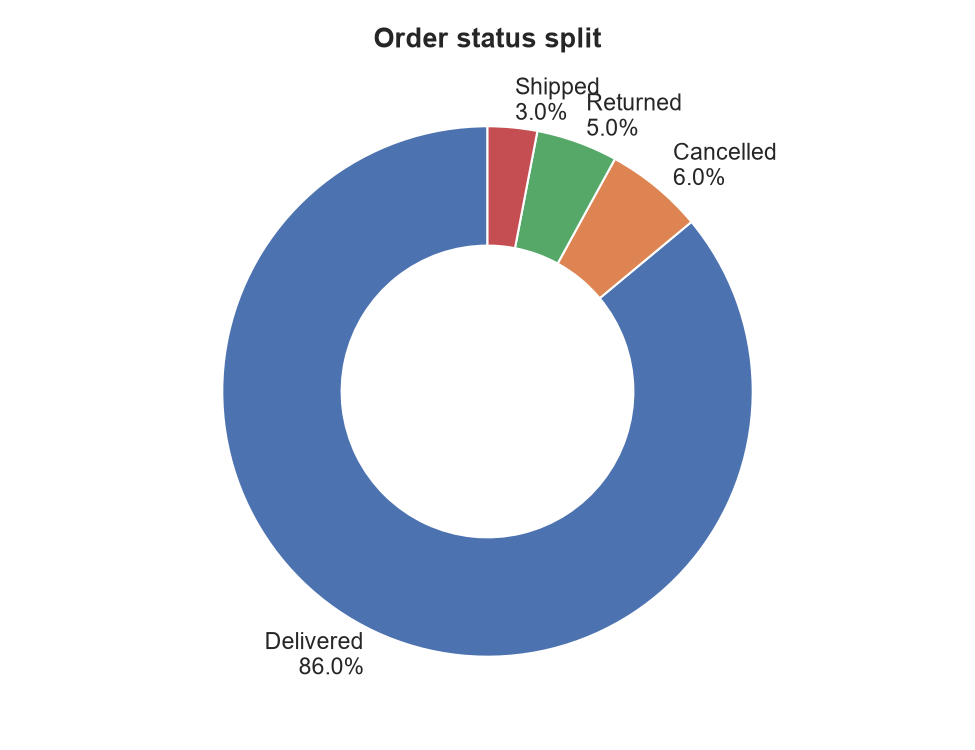 Order status split
Shipped
3.0%
Returned
5.0%
Cancelled
6.0%
Delivered
86.0%